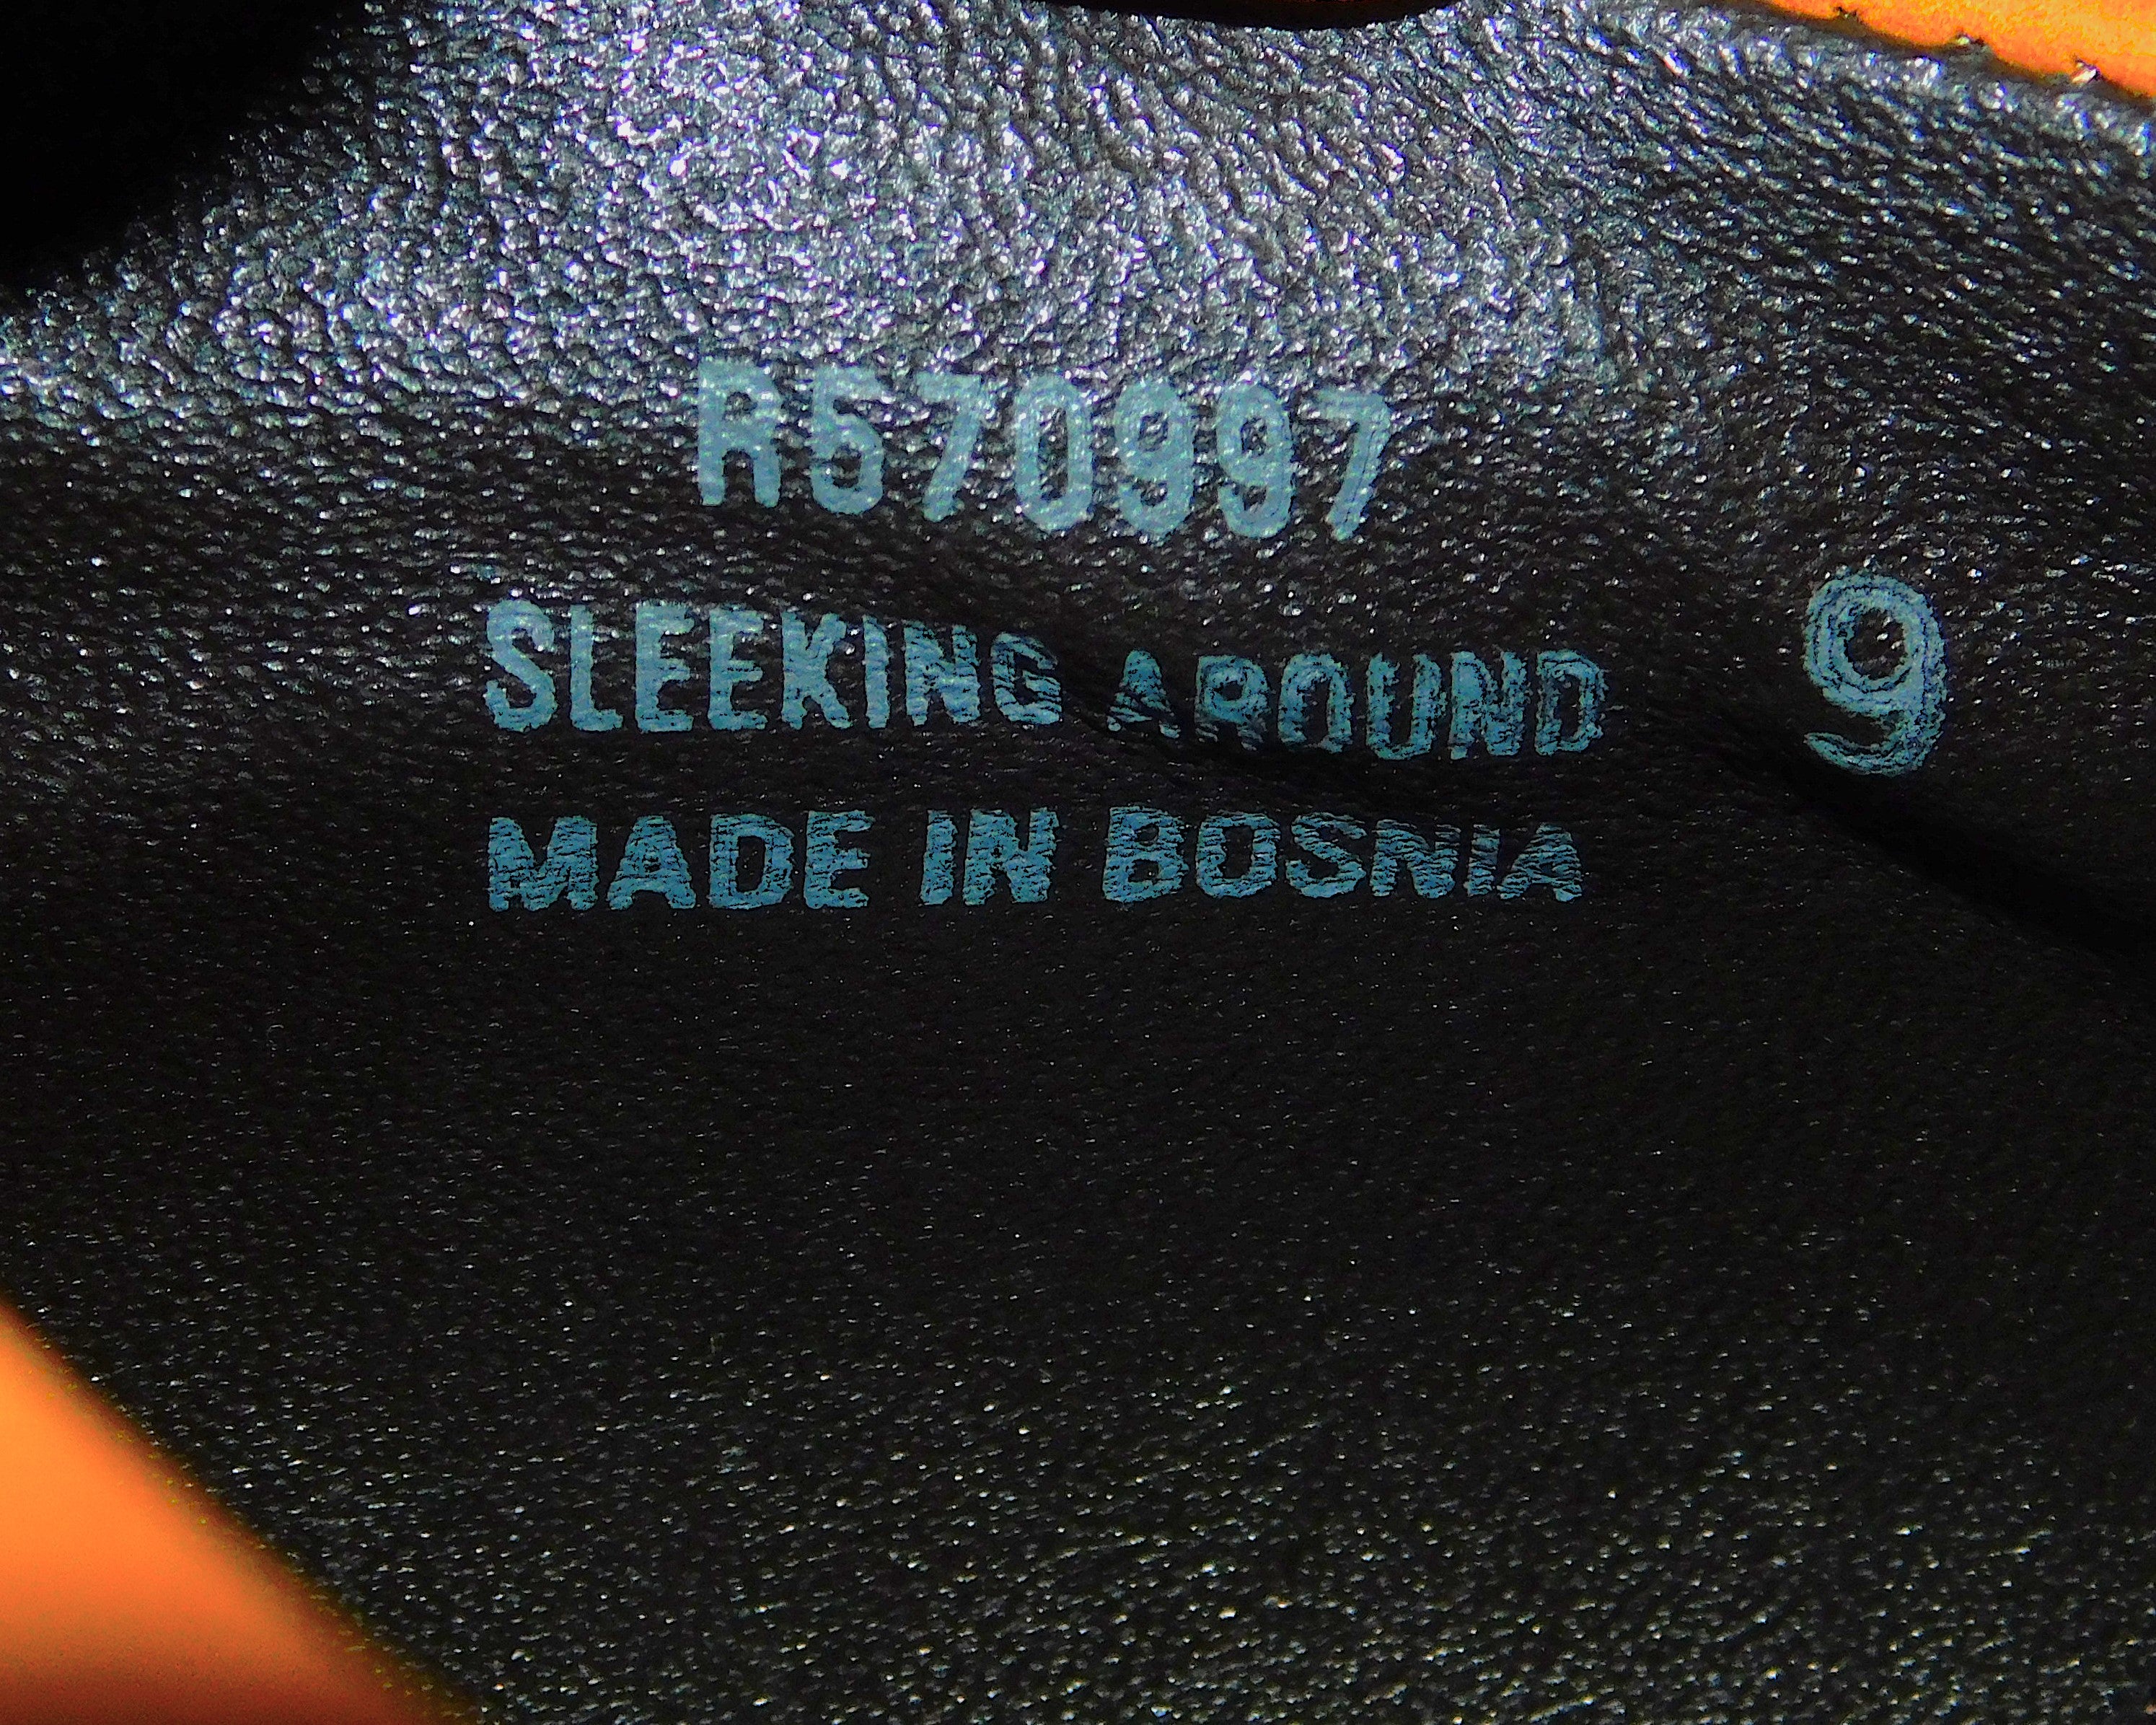 R570997
SLEEKING AROUND 9
MADE IN BOSNIA